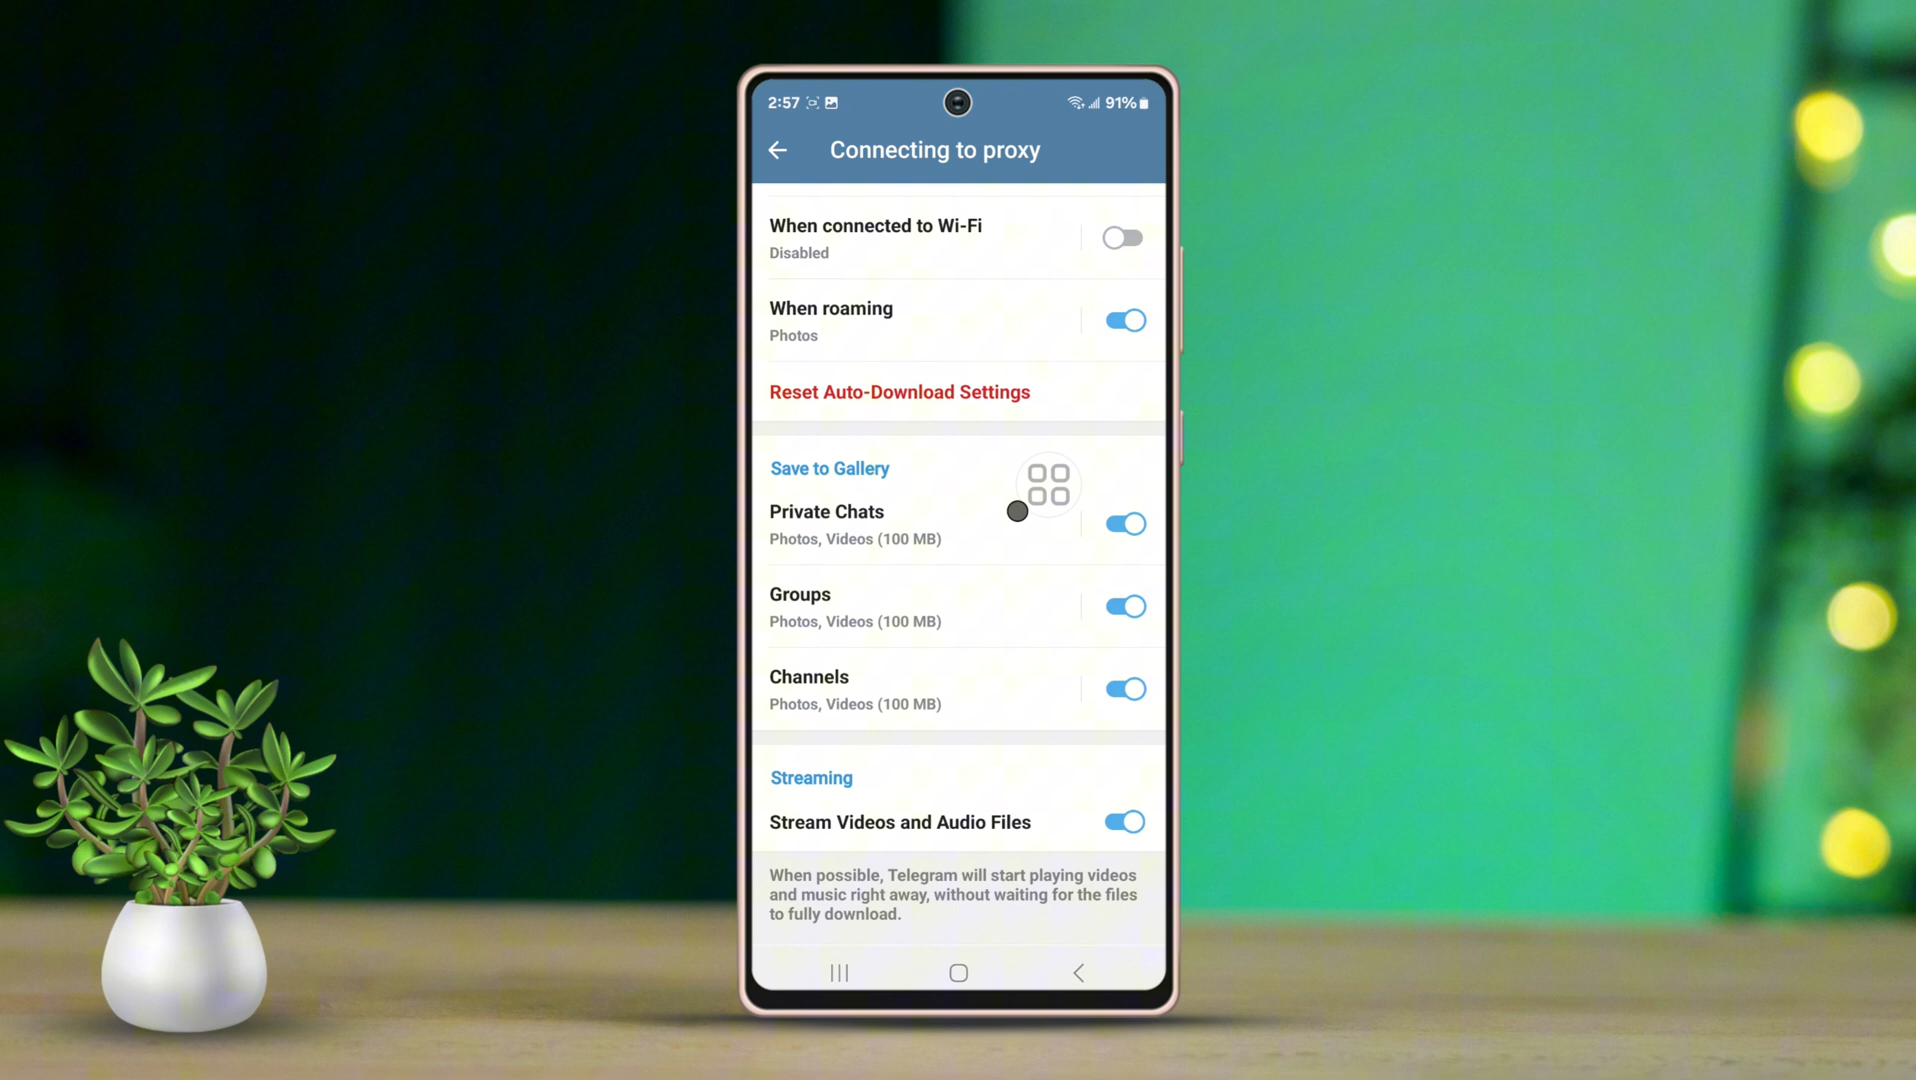 2:57 91%
Connecting to proxy
When connected to Wi-Fi
Disabled
When roaming
Photos
Reset Auto-Download Settings
Save to Gallery
Private Chats
Photos, Videos (100 MB)
Groups
Photos, Videos (100 MB)
Channels
Photos, Videos (100 MB)
Streaming
Stream Videos and Audio Files
When possible, Telegram will start playing videos
and music right away, without waiting for the files
to fully download.